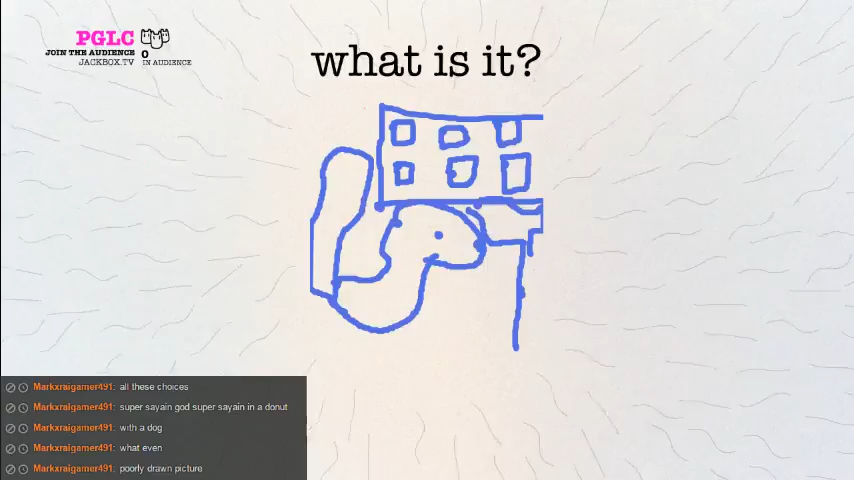 PGLC
JOIN THE AUDIENCE
JACKBOX.TV
0
IN AUDIENCE
what is it?
Markxraigamer491: all these choices
Markxraigamer491: super sayain god super sayain in a donut
Markxraigamer491: with a dog
Markxraigamer491: what even
Markxraigamer491: poorly drawn picture